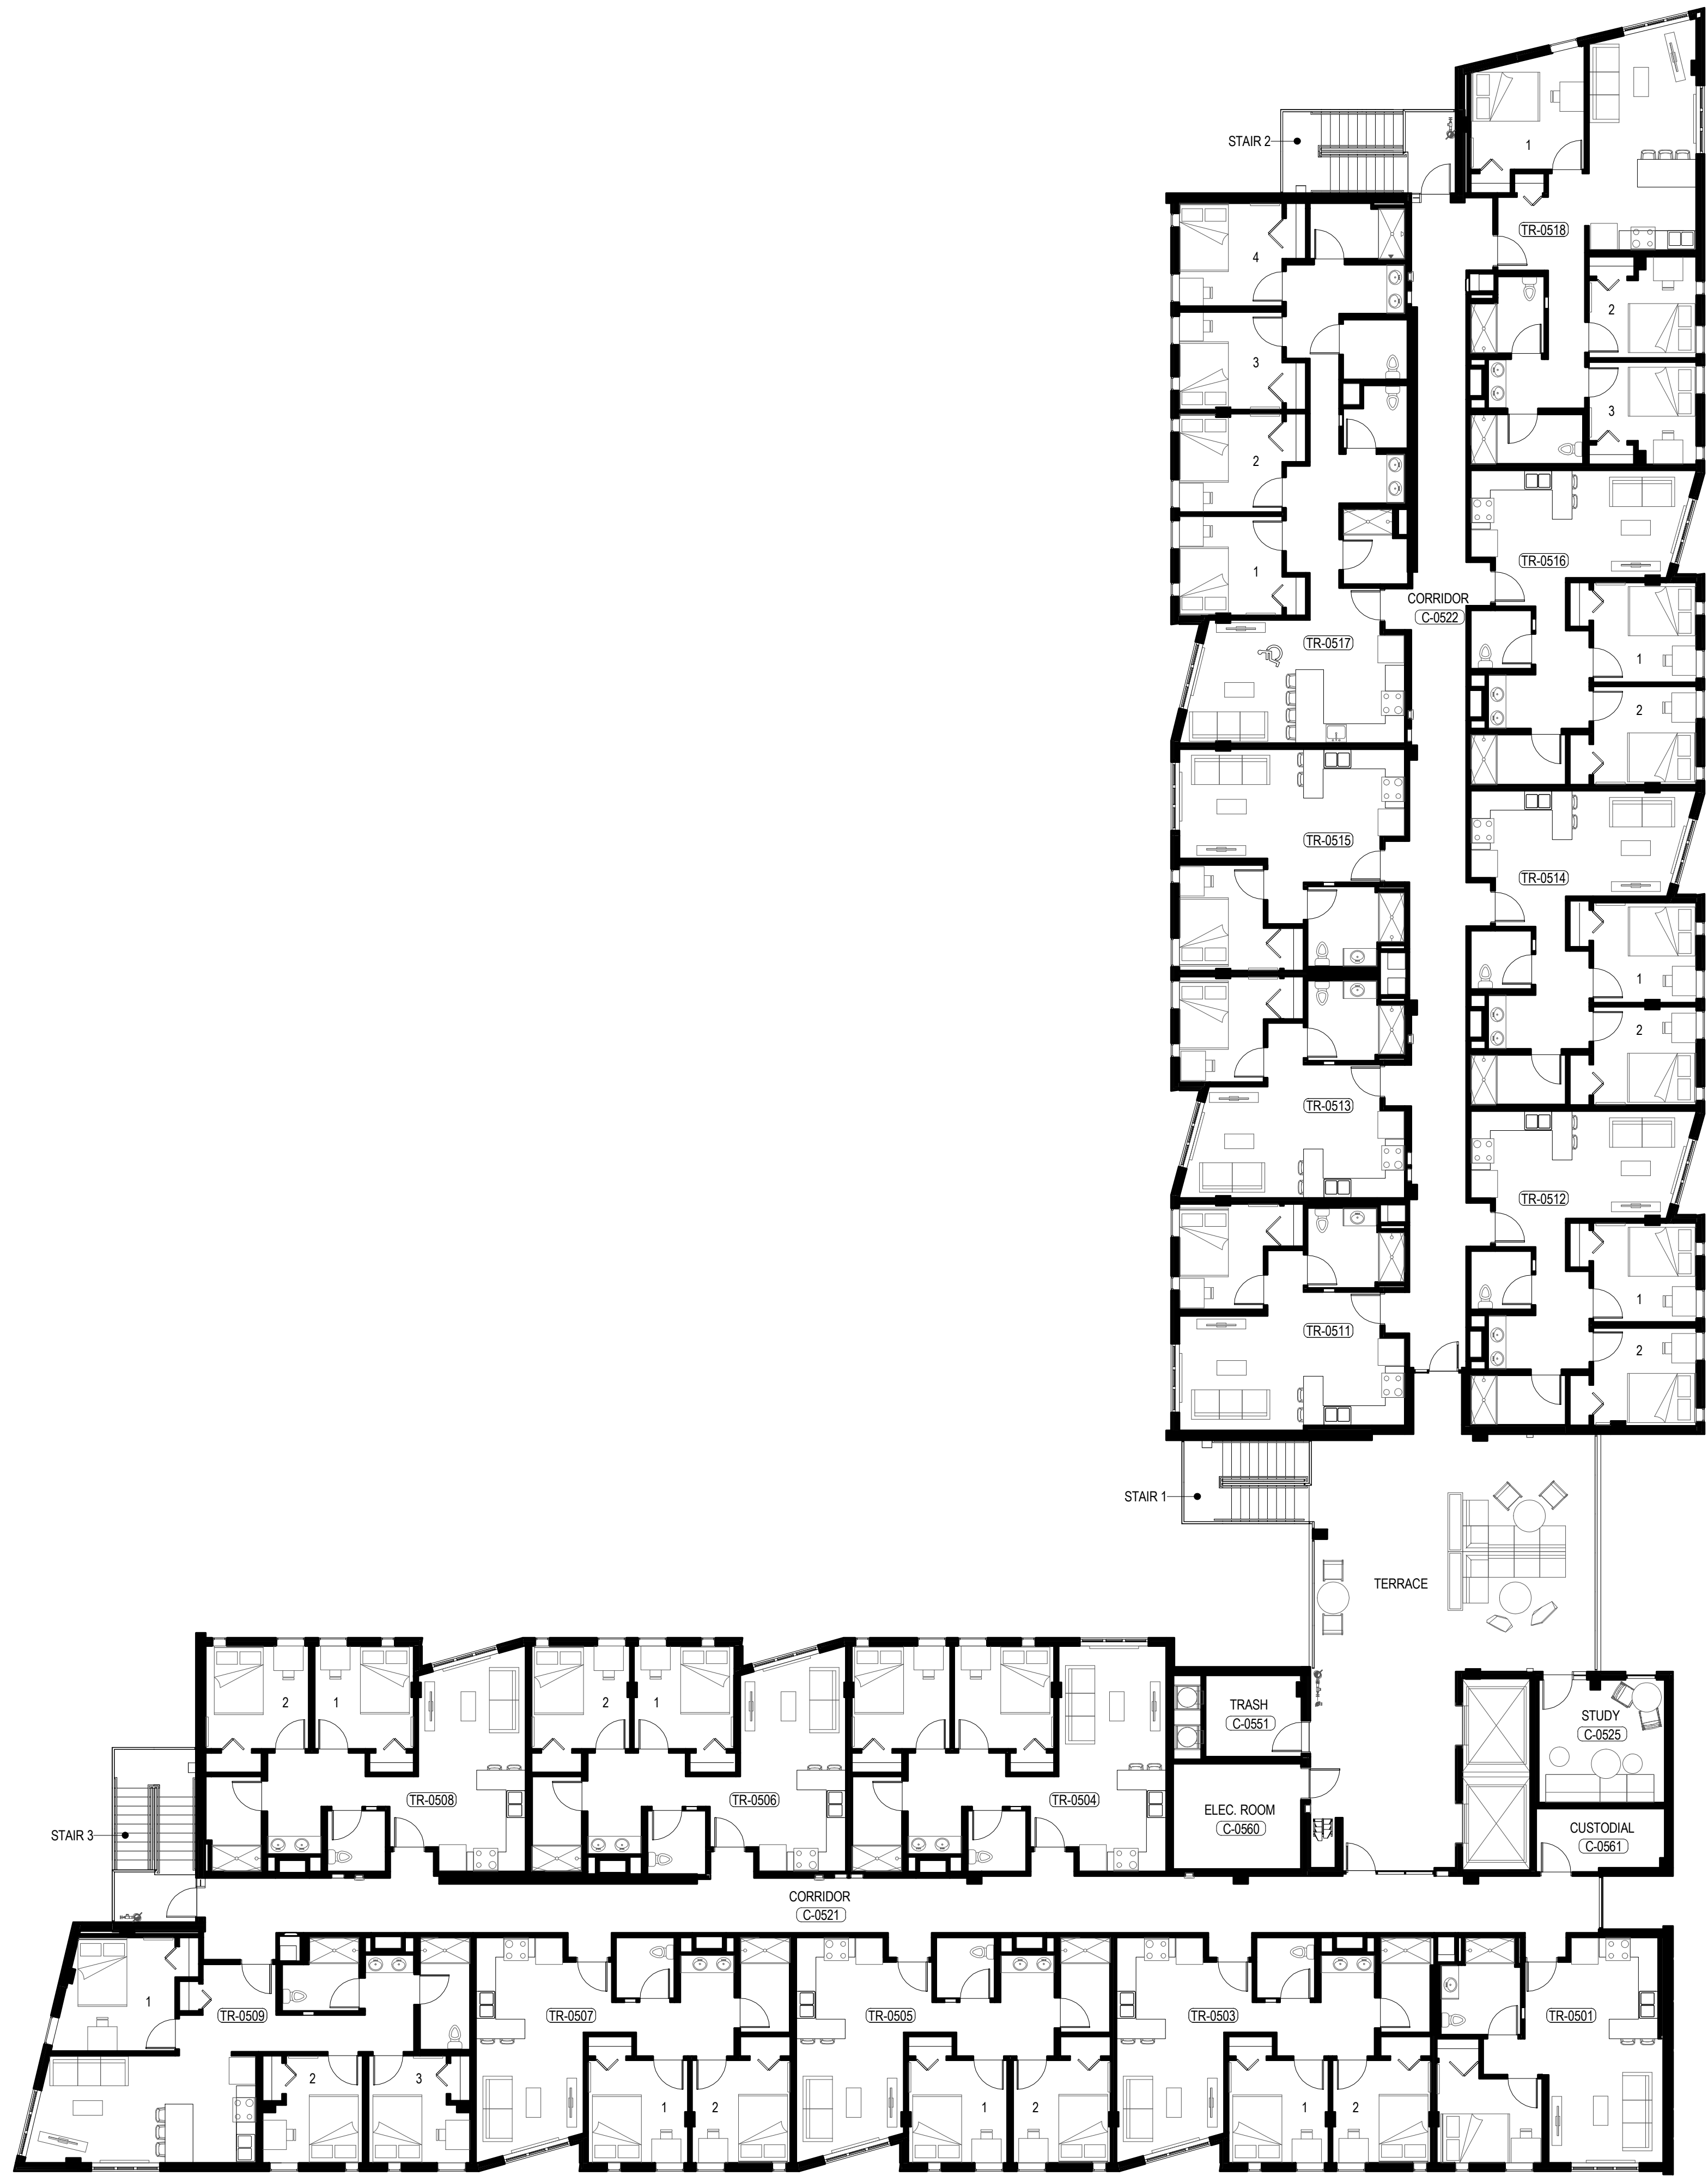 STAIR 2
1
TR-0518
4
2
3
3
2
TR-0516
1
CORRIDOR
C-0522
TR-0517
1
2
TR-0515
TR-0514
1
2
TR-0513
TR-0512
1
TR-0511
2
STAIR 1
TERRACE
2
1
2
1
TRASH
C-0551
STUDY
C-0525
TR-0508
TR-0506
TR-0504
ELEC. ROOM
C-0560
CUSTODIAL
C-0561
STAIR 3
CORRIDOR
C-0521
1
TR-0509
TR-0507
TR-0505
TR-0503
TR-0501
2
3
1
2
1
2
1
2